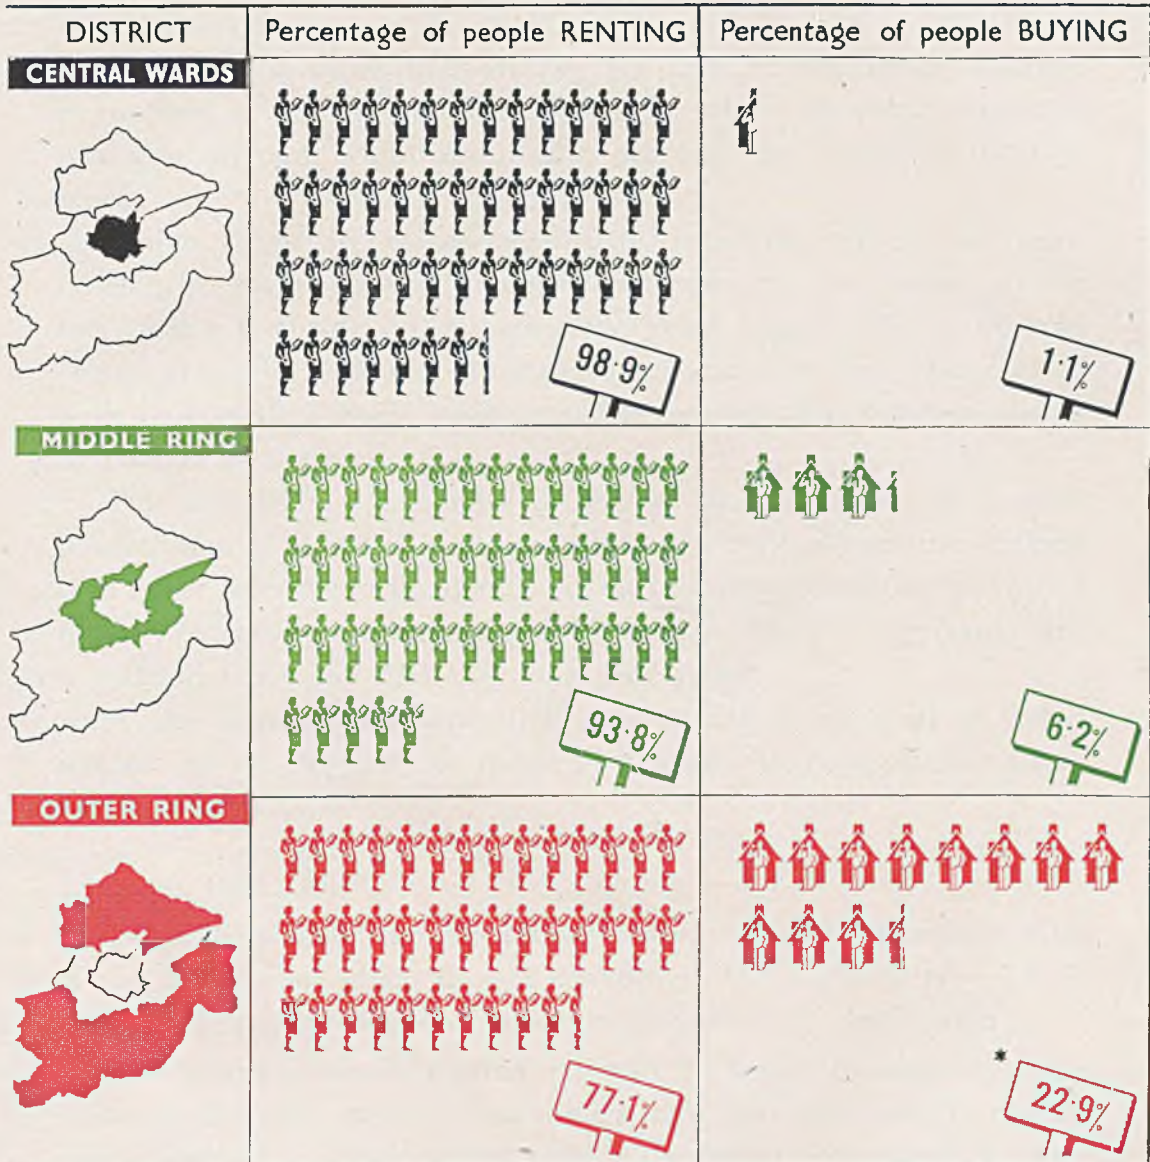 DISTRICT
Percentage of people RENTING
Percentage of people BUYING
CENTRAL WARDS
98·9%
1·1%
MIDDLE RING
93·8%
6·2%
OUTER RING
77·1%
*
22·9%